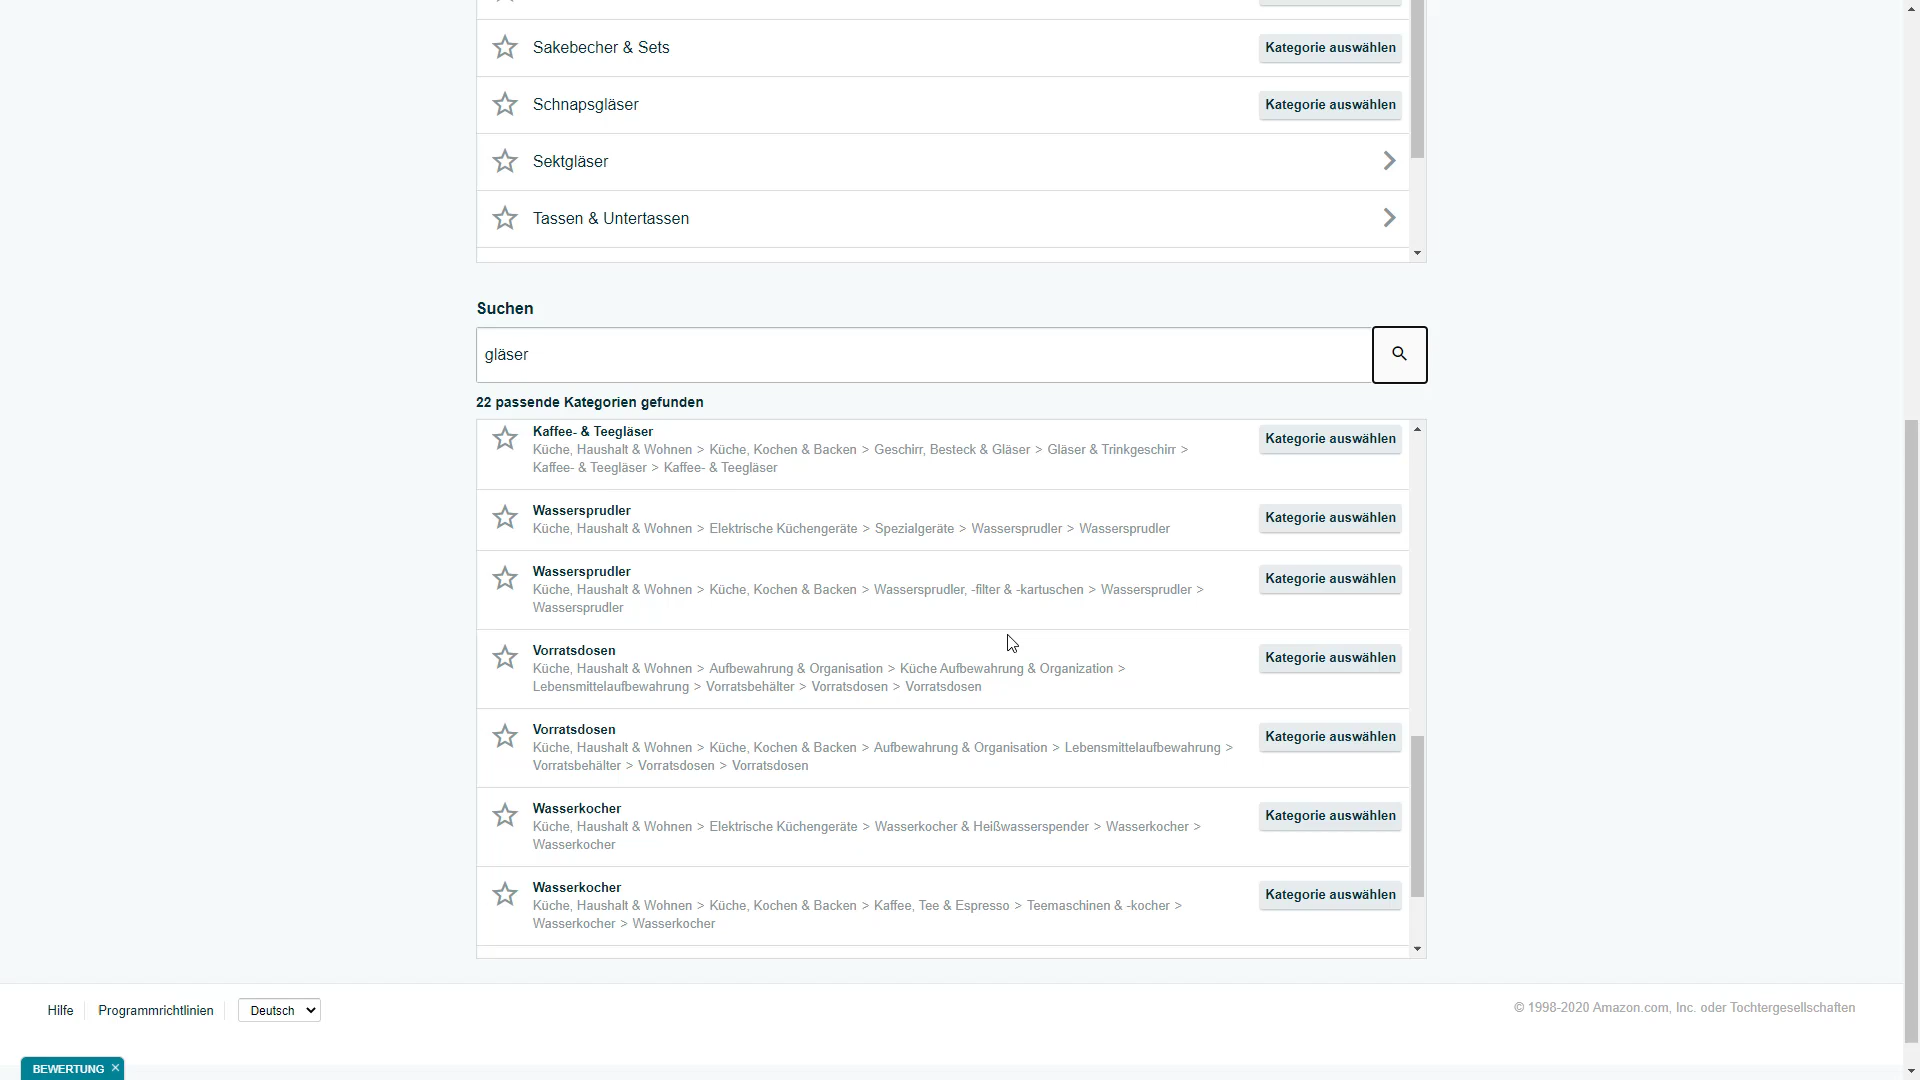 Sakebecher & Sets
Kategorie auswählen
Schnapsgläser
Kategorie auswählen
Sektgläser
Tassen & Untertassen
Suchen
gläser
22 passende Kategorien gefunden
Kaffee- & Teegläser
Küche, Haushalt & Wohnen > Küche, Kochen & Backen > Geschirr, Besteck & Gläser > Gläser & Trinkgeschirr >
Kaffee- & Teegläser > Kaffee- & Teegläser
Kategorie auswählen
Wassersprudler
Küche, Haushalt & Wohnen > Elektrische Küchengeräte > Spezialgeräte > Wassersprudler > Wassersprudler
Kategorie auswählen
Wassersprudler
Küche, Haushalt & Wohnen > Küche, Kochen & Backen > Wassersprudler, -filter & -kartuschen > Wassersprudler >
Wassersprudler
Kategorie auswählen
Vorratsdosen
Küche, Haushalt & Wohnen > Aufbewahrung & Organisation > Küche Aufbewahrung & Organization >
Lebensmittelaufbewahrung > Vorratsbehälter > Vorratsdosen > Vorratsdosen
Kategorie auswählen
Vorratsdosen
Küche, Haushalt & Wohnen > Küche, Kochen & Backen > Aufbewahrung & Organisation > Lebensmittelaufbewahrung >
Vorratsbehälter > Vorratsdosen > Vorratsdosen
Kategorie auswählen
Wasserkocher
Küche, Haushalt & Wohnen > Elektrische Küchengeräte > Wasserkocher & Heißwasserspender > Wasserkocher >
Wasserkocher
Kategorie auswählen
Wasserkocher
Küche, Haushalt & Wohnen > Küche, Kochen & Backen > Kaffee, Tee & Espresso > Teemaschinen & -kocher >
Wasserkocher > Wasserkocher
Kategorie auswählen
Hilfe
Programmrichtlinien
Deutsch
© 1998-2020 Amazon.com, Inc. oder Tochtergesellschaften
BEWERTUNG